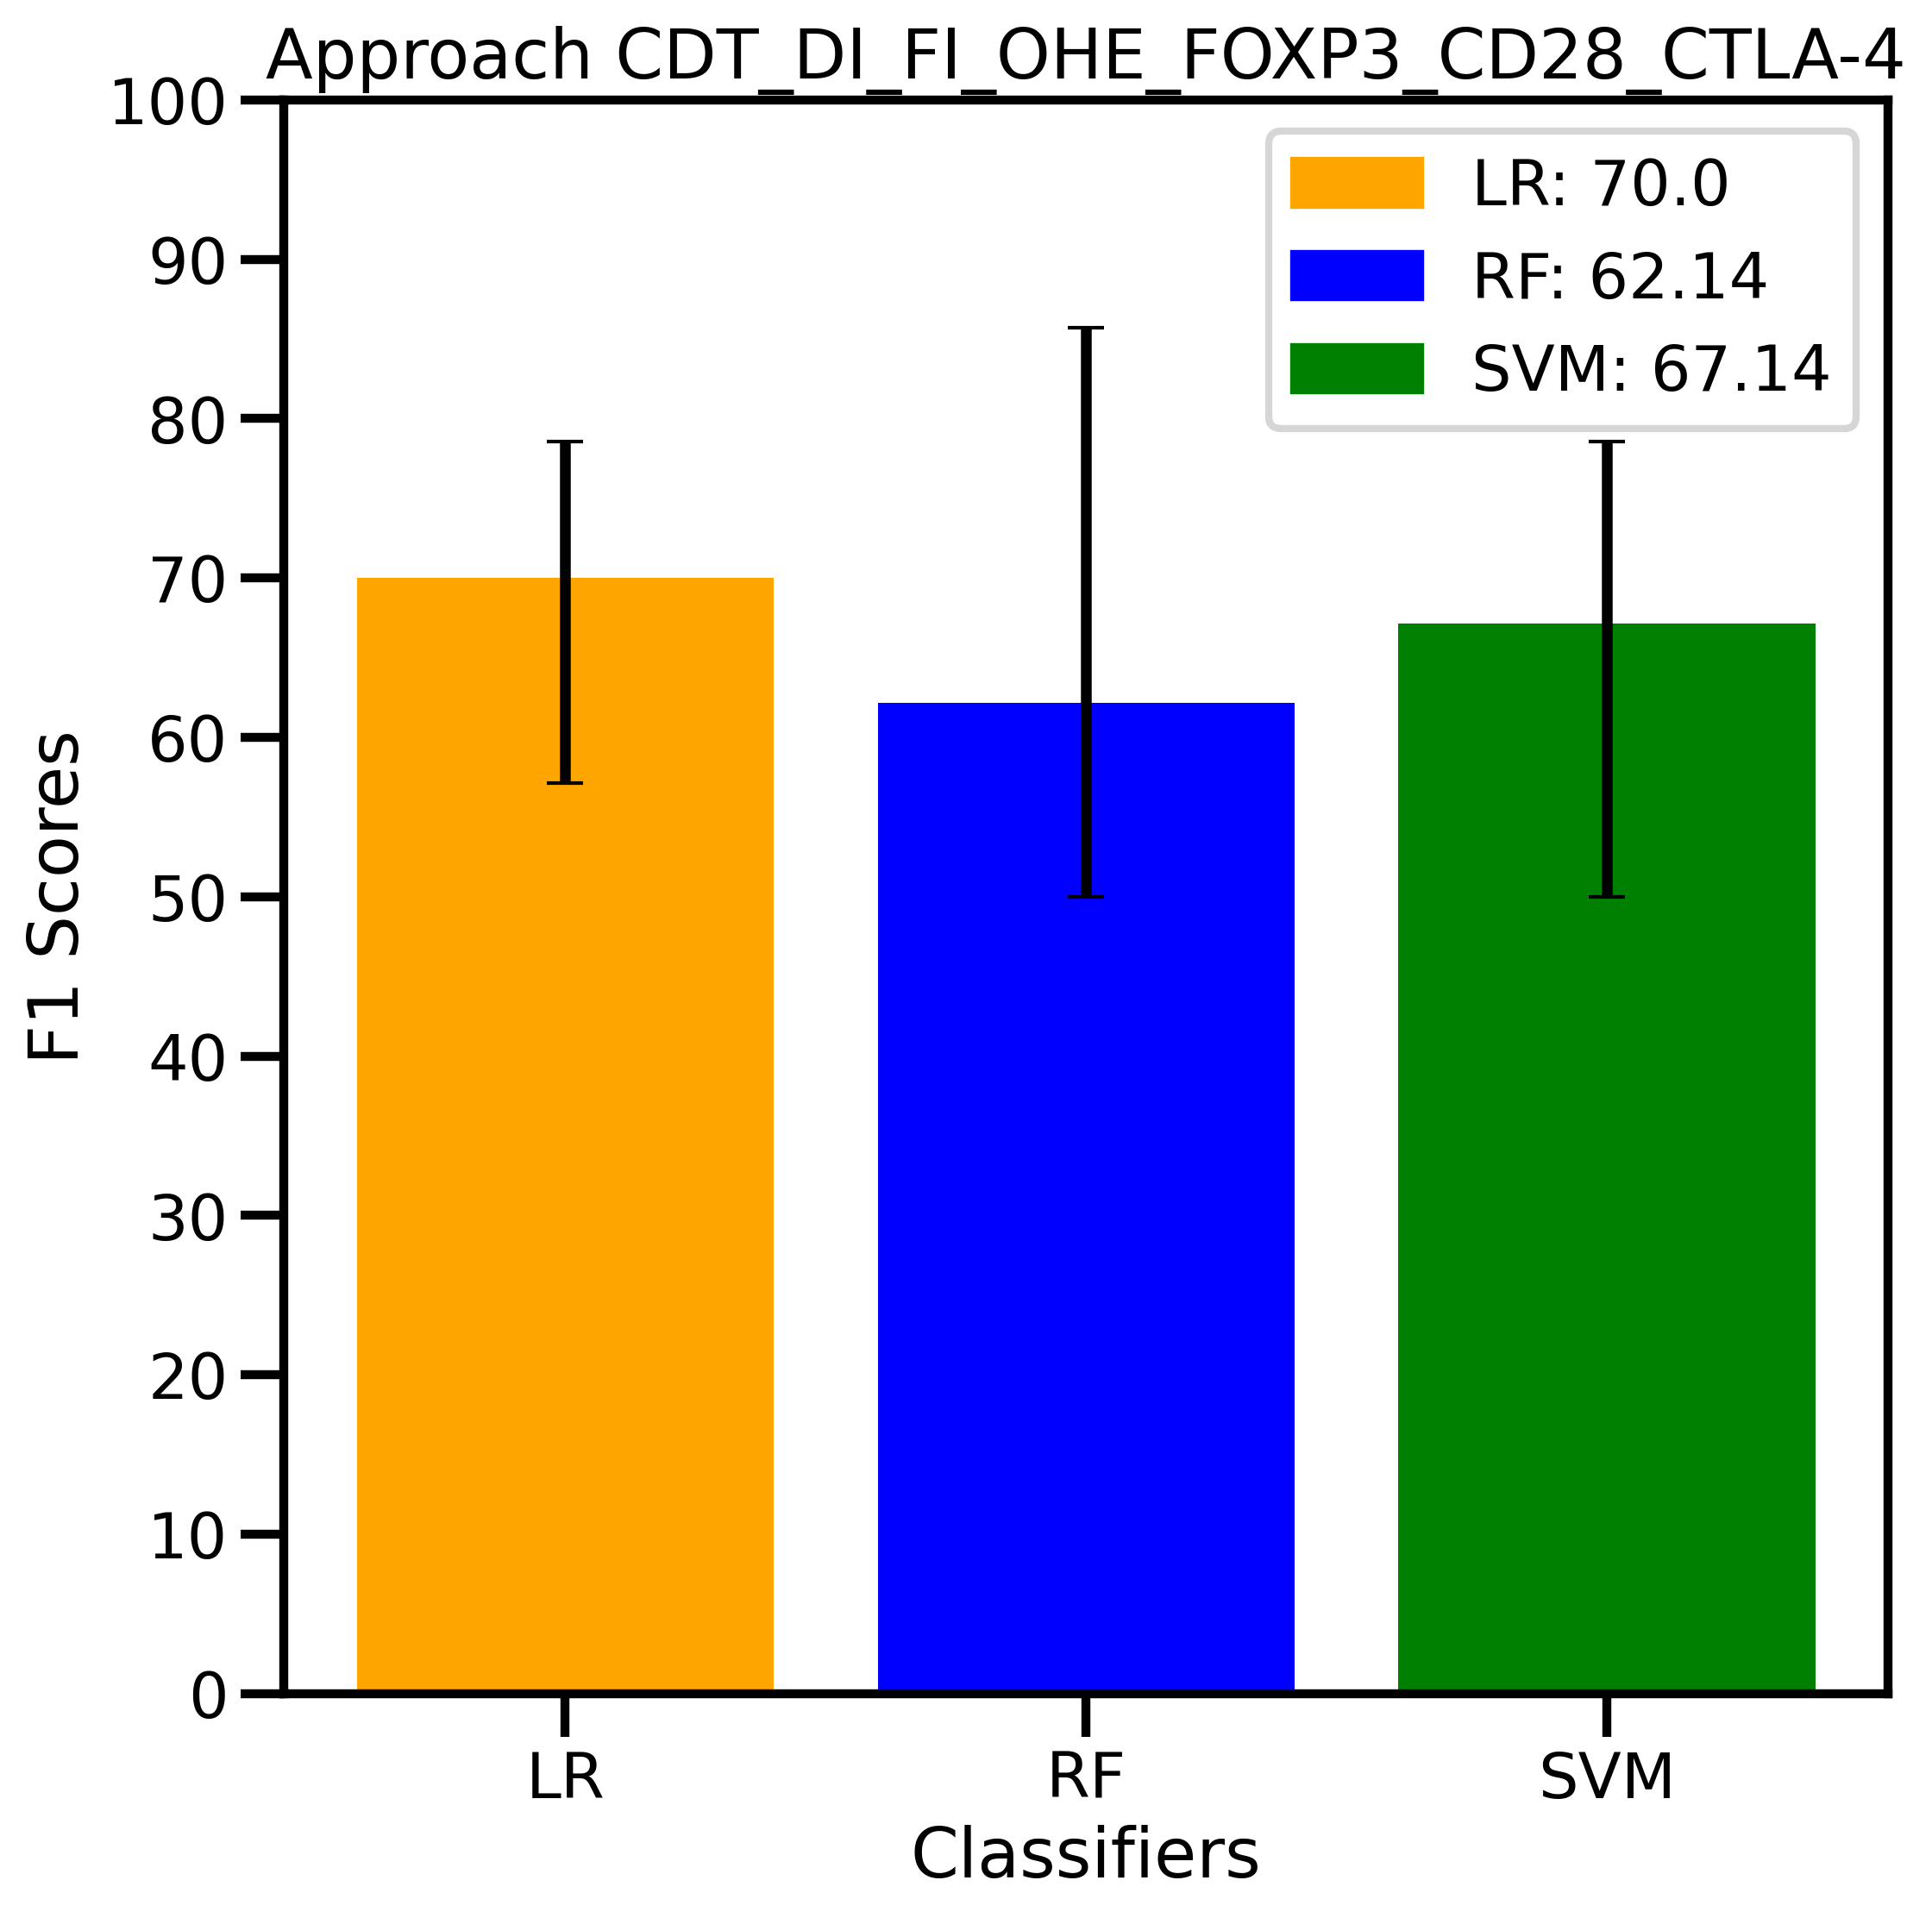 Approach CDT_DI_FI_OHE_FOXP3_CD28_CTLA-4
100
90
80
70
60
50
40
30
20
10
0
F1 Scores
LR: 70.0
RF: 62.14
SVM: 67.14
LR
RF
SVM
Classifiers